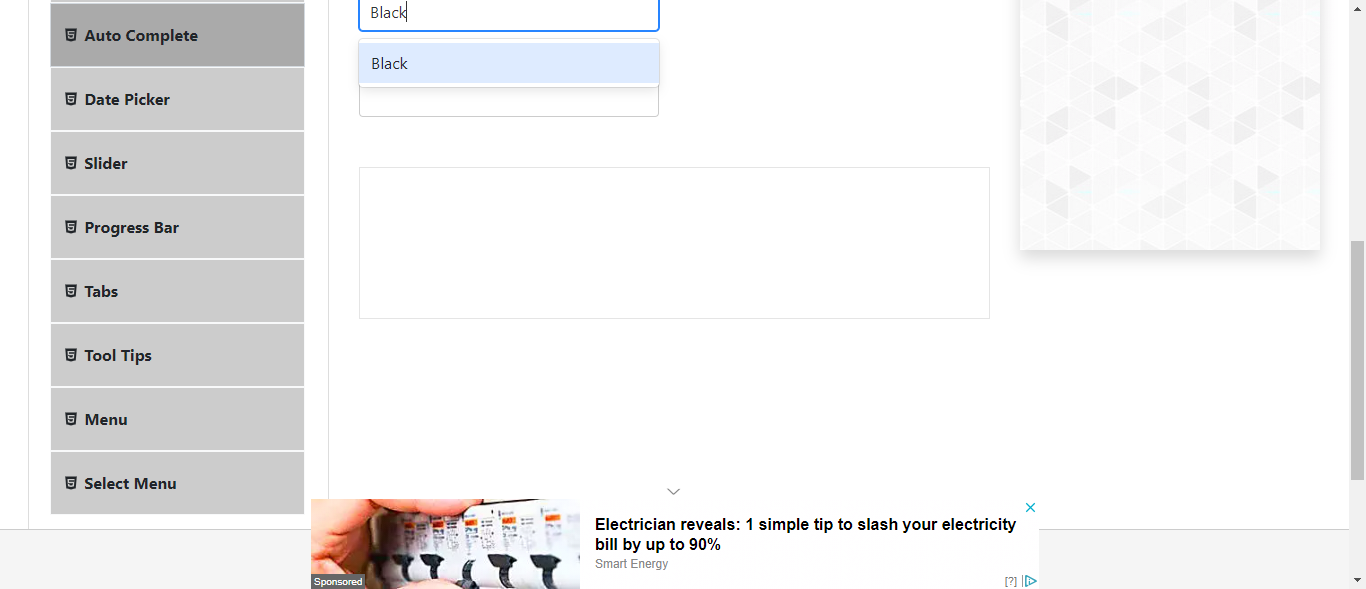 Black
Auto Complete
Black
Date Picker
Slider
Progress Bar
Tabs
Tool Tips
Menu
Select Menu
Electrician reveals: 1 simple tip to slash your electricity
bill by up to 90%
Smart Energy
Sponsored
[?]